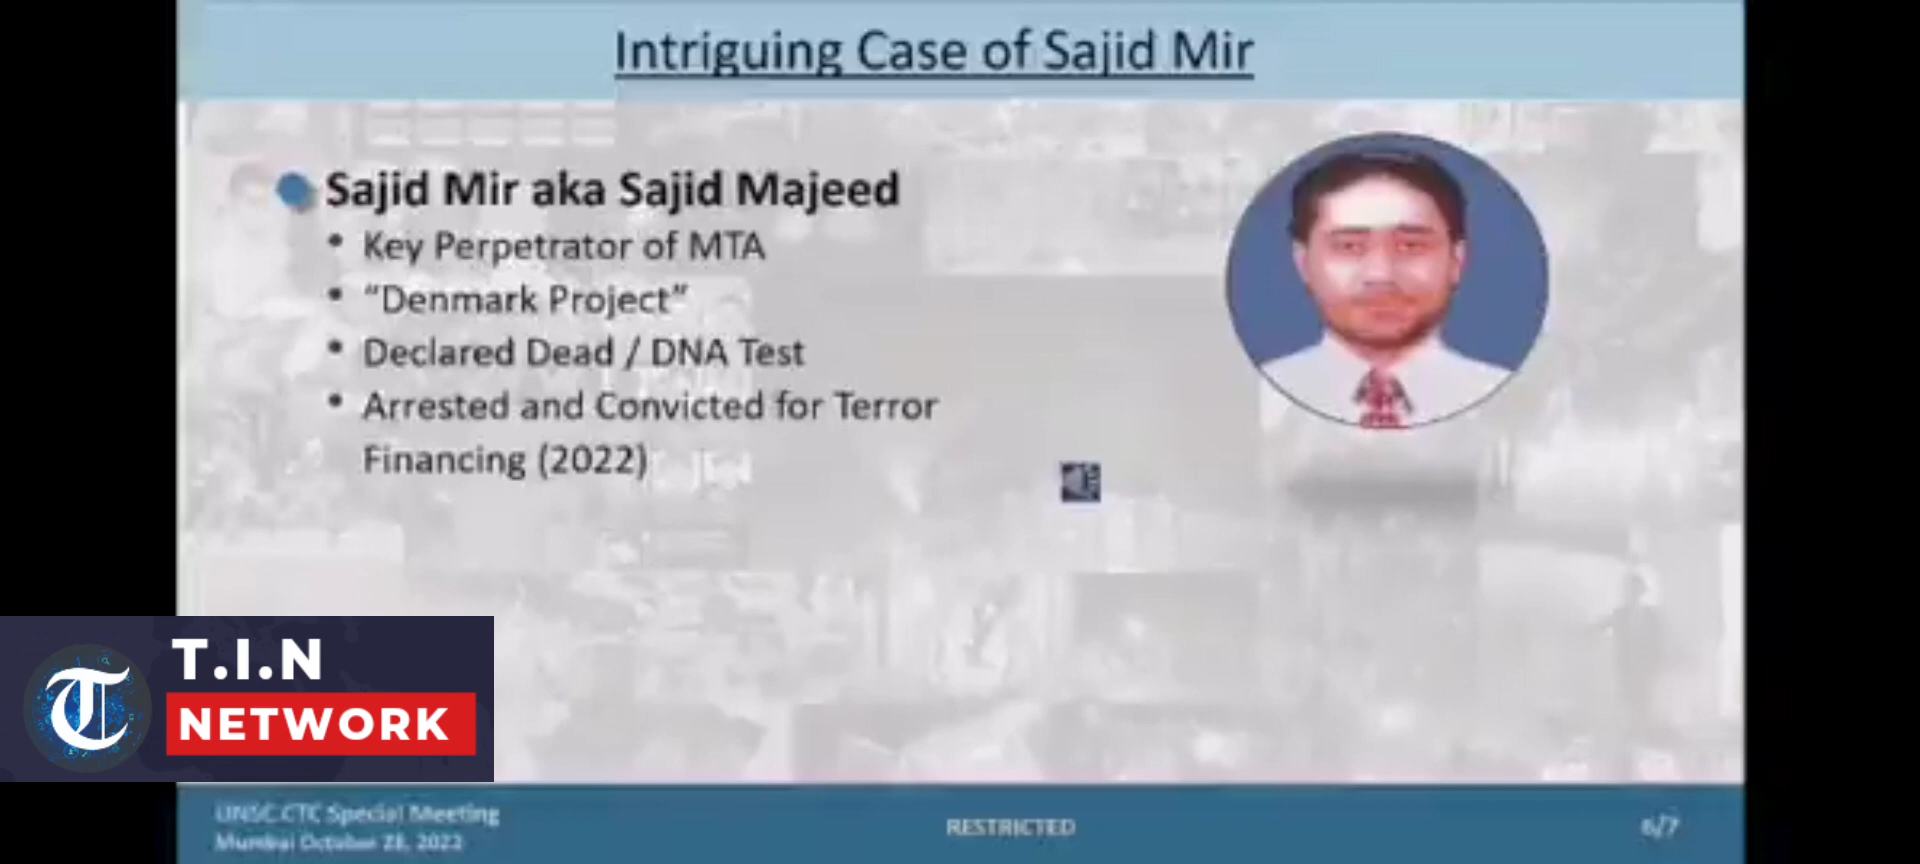 Intriguing Case of Sajid Mir
Sajid Mir aka Sajid Majeed
• Key Perpetrator of MTA
• “Denmark Project”
• Declared Dead / DNA Test
• Arrested and Convicted for Terror
Financing (2022)
T.I.N
NETWORK
UNSC CTC Special Meeting
Mumbai October 28, 2022
RESTRICTED
6/7